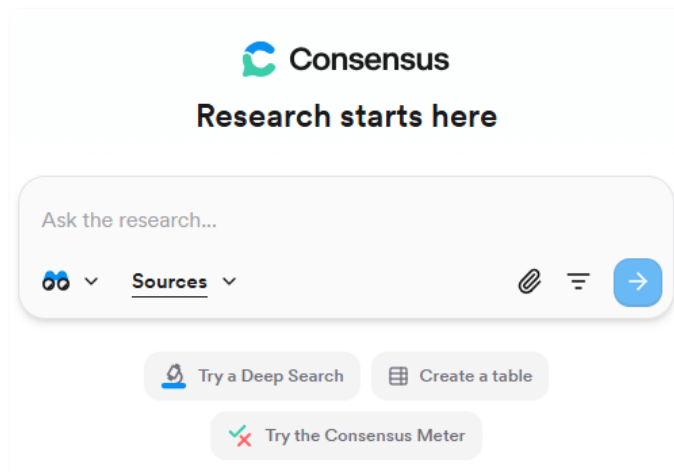 Consensus
Research starts here
Ask the research...
Sources
Try a Deep Search
Create a table
Try the Consensus Meter